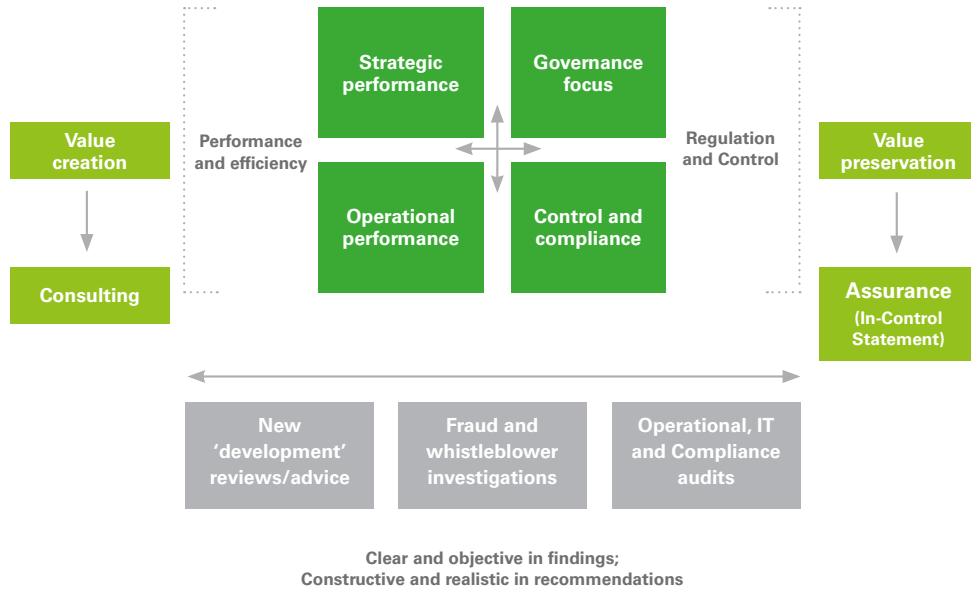 Value
creation
Consulting
Performance
and efficiency
Strategic
performance
Governance
focus
Operational
performance
Control and
compliance
Regulation
and Control
Value
preservation
Assurance
(In-Control
Statement)
New
‘development’
reviews/advice
Fraud and
whistleblower
investigations
Operational, IT
and Compliance
audits
Clear and objective in findings;
Constructive and realistic in recommendations